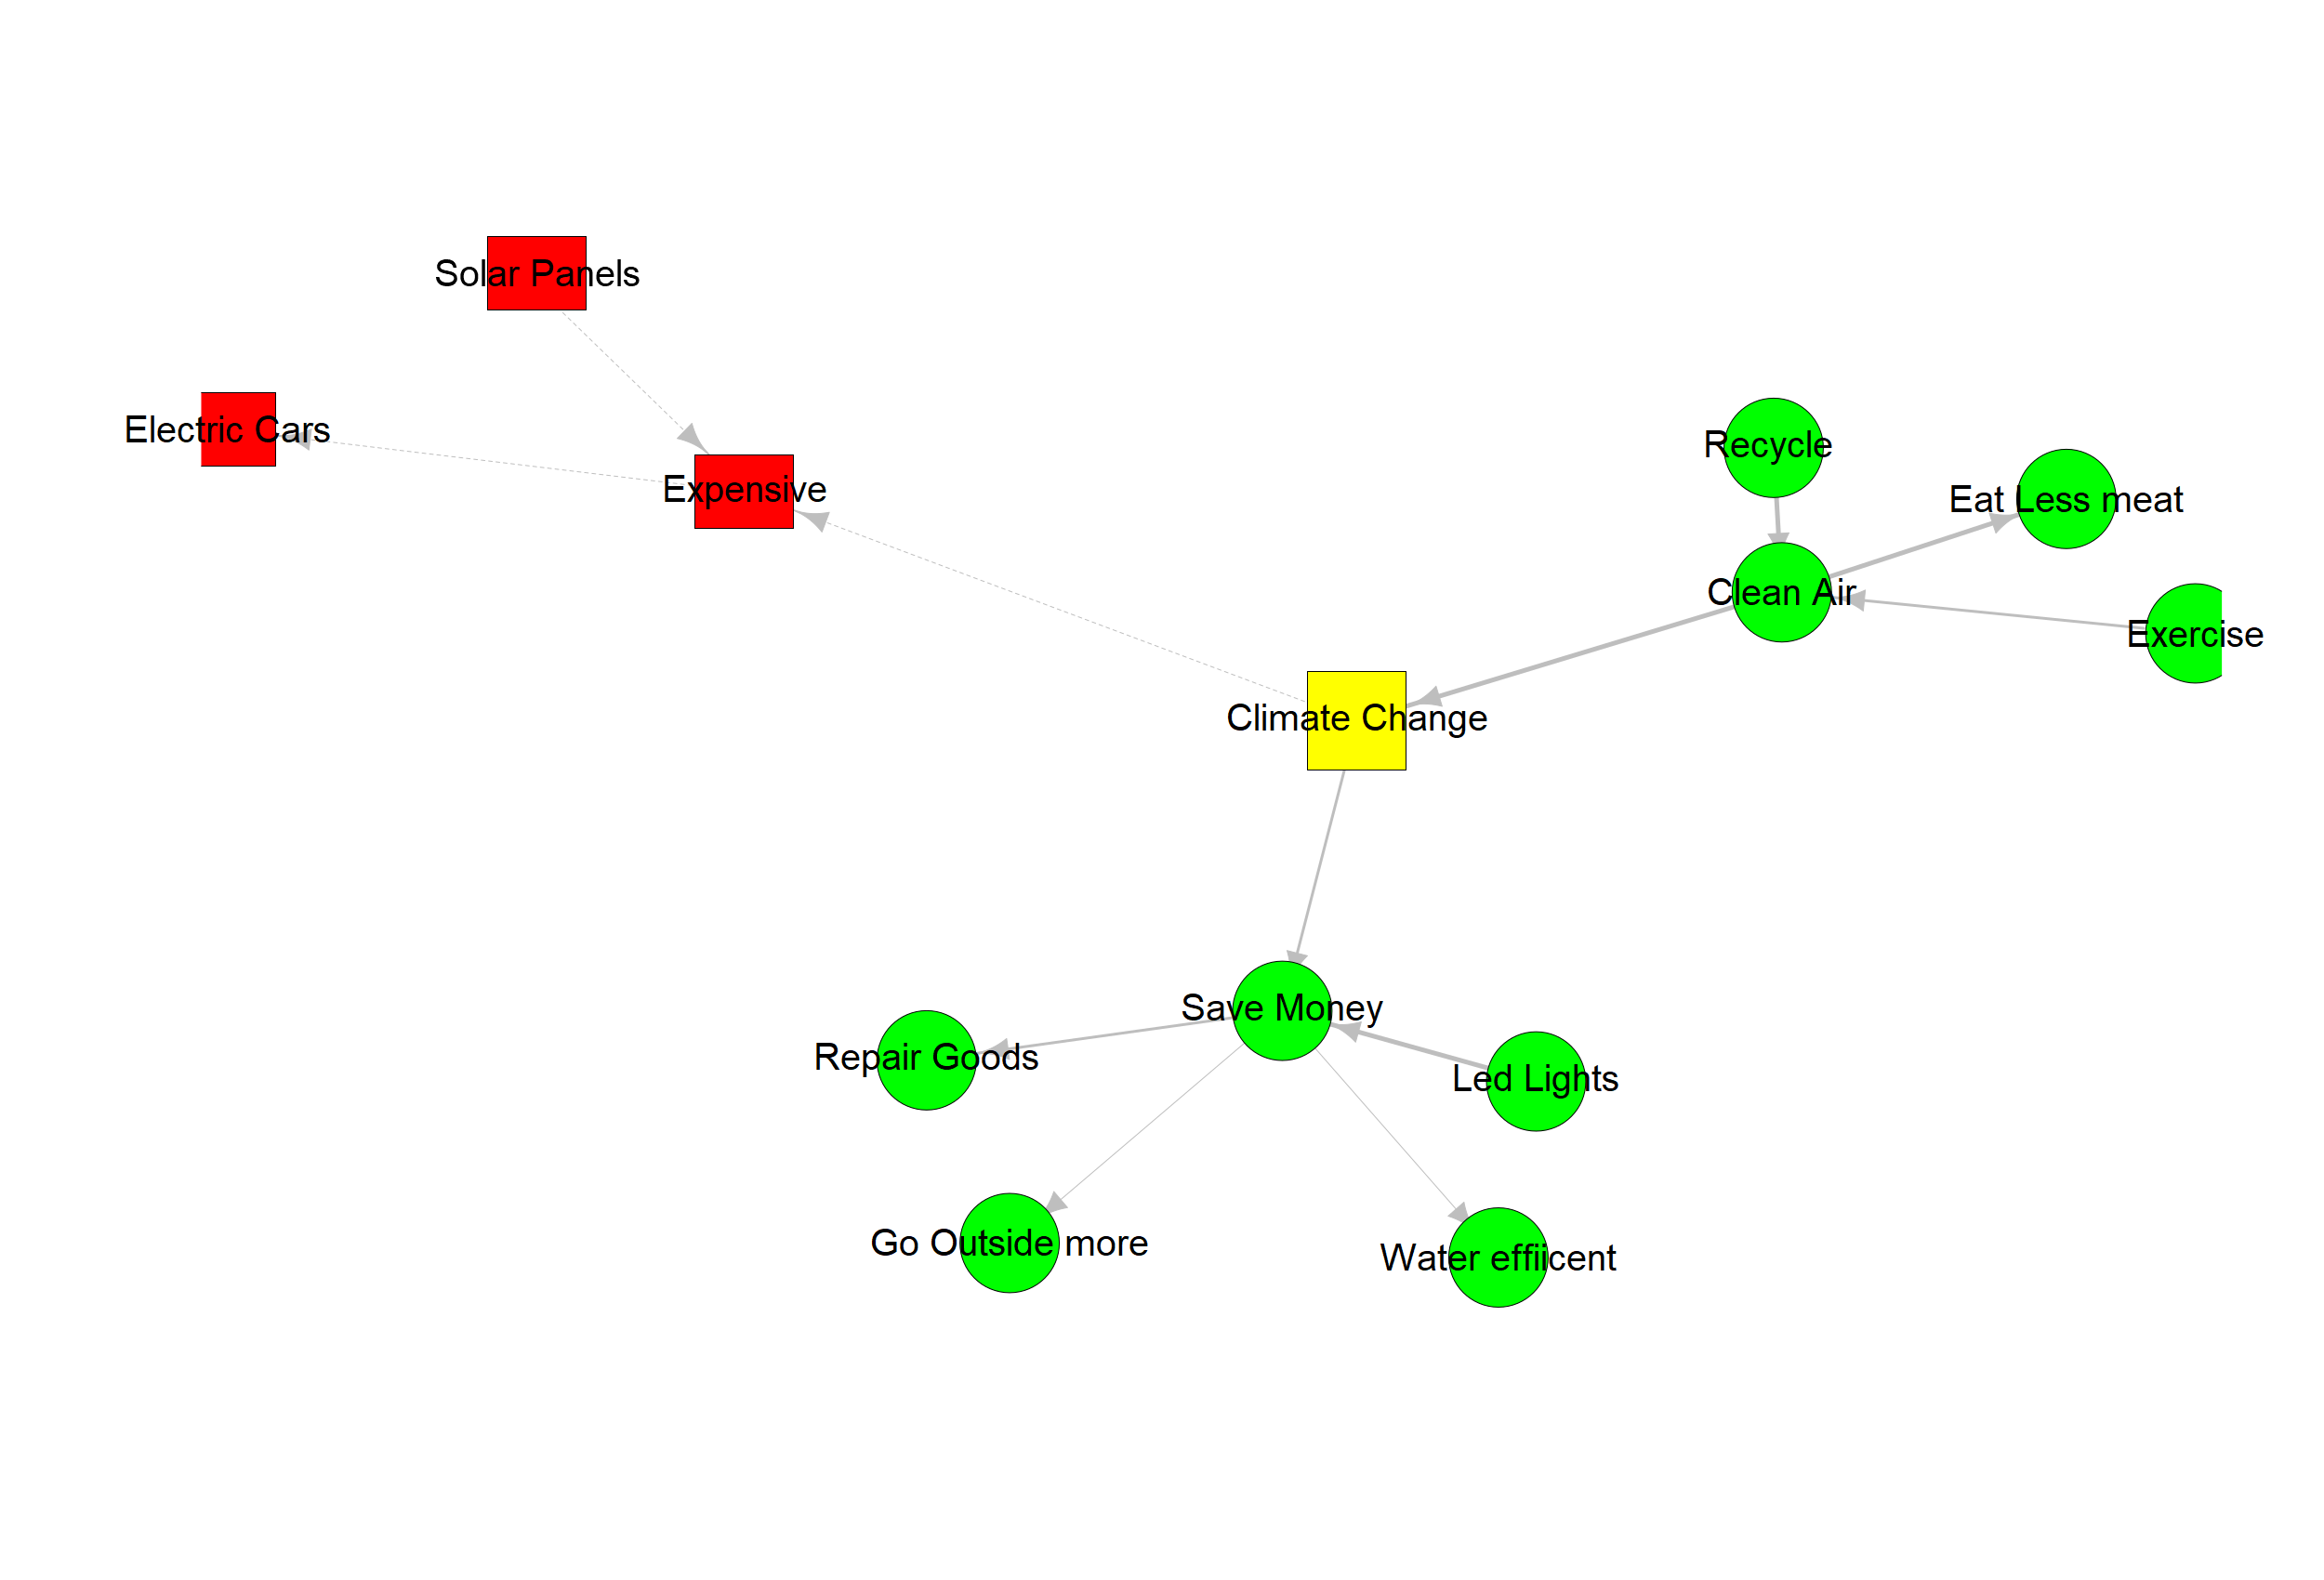 Solar Panels
Electric Cars
Expensive
Recycle
Eat Less meat
Clean Air
Exercise
Climate Change
Save Money
Repair Goods
Led Lights
Go Outside more
Water effiicent